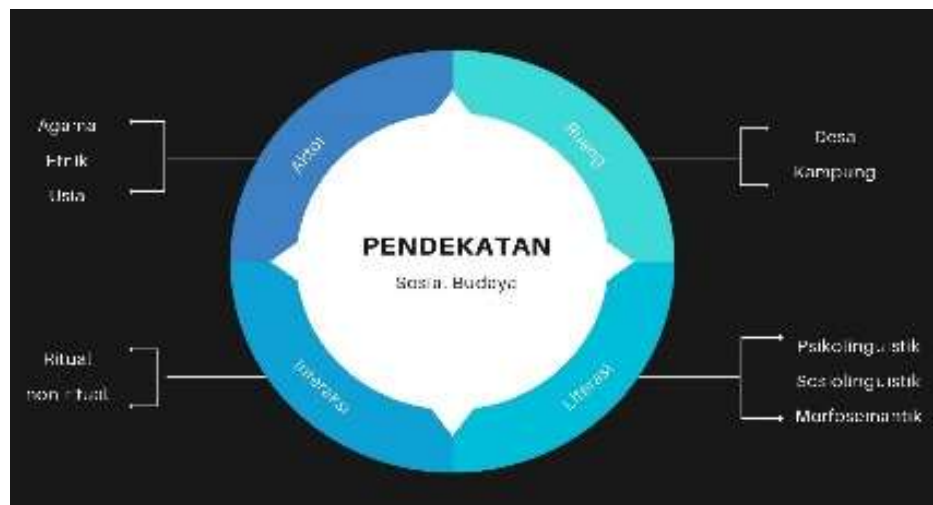 Agama
Etnik
Usia
Aktor
Ruang
Desa
Kampung
PENDEKATAN
Sosial Budaya
Ritual
non ritual
Interaksi
Literasi
Psikolinguistik
Sosiolinguistik
Morfosemantik